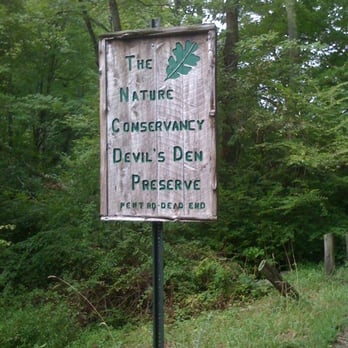 The
Nature
Conservancy
Devil's Den
Preserve
Pent Rd-Dead End